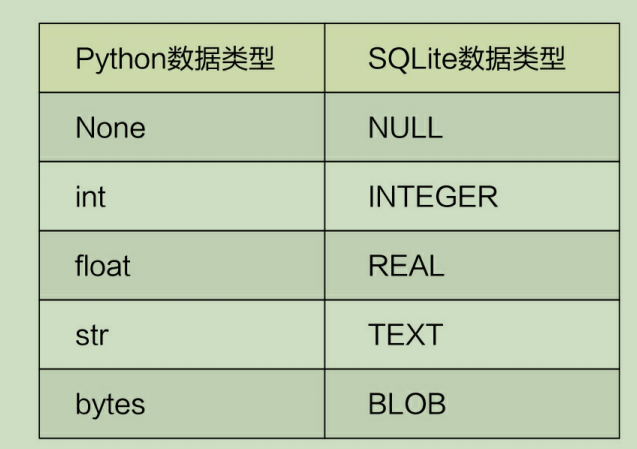 Python数据类型 SQLite数据类型
None NULL
int INTEGER
float REAL
str TEXT
bytes BLOB